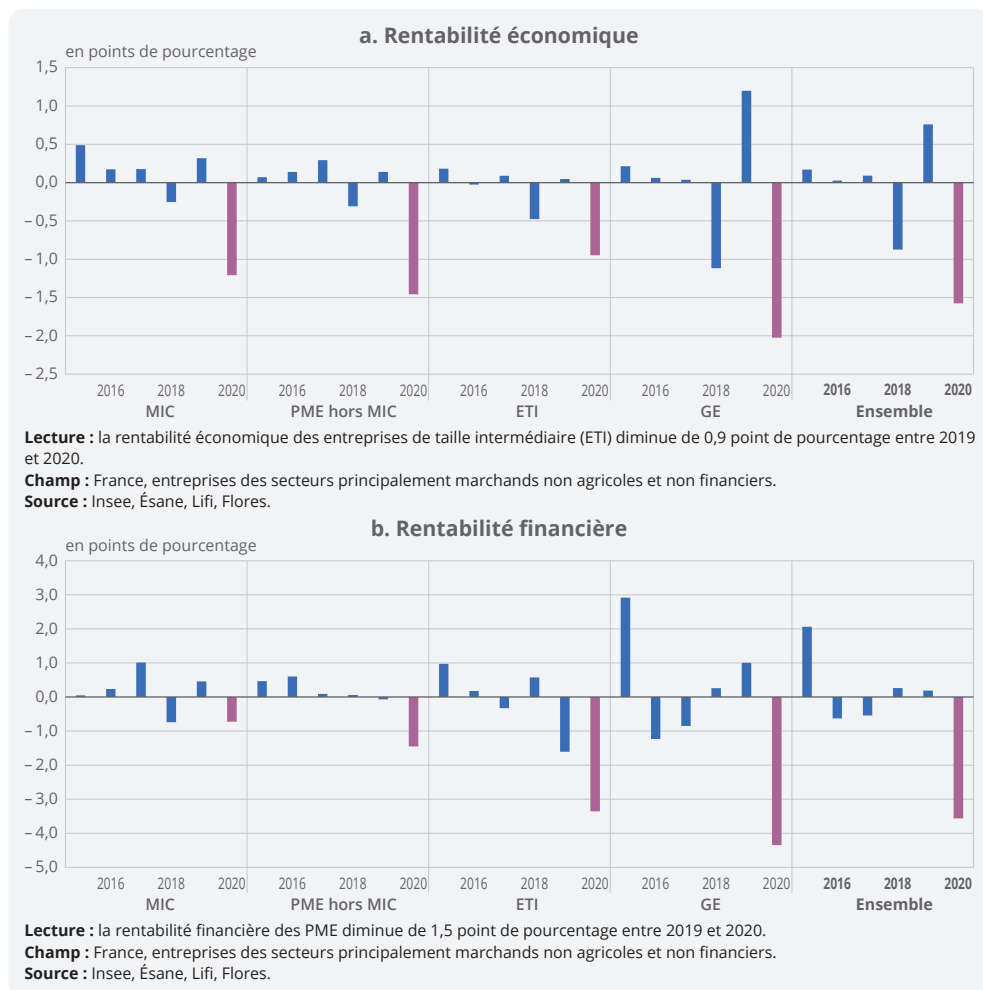 a. Rentabilité économique
en points de pourcentage
1,5
1,0
0,5
0,0
– 0,5
– 1,0
– 1,5
– 2,0
– 2,5
2016 2018 2020 2016 2018 2020 2016 2018 2020 2016 2018 2020 2016 2018 2020
MIC PME hors MIC ETI GE Ensemble
Lecture : la rentabilité économique des entreprises de taille intermédiaire (ETI) diminue de 0,9 point de pourcentage entre 2019
et 2020.
Champ : France, entreprises des secteurs principalement marchands non agricoles et non financiers.
Source : Insee, Ésane, Lifi, Flores.
b. Rentabilité financière
en points de pourcentage
4,0
3,0
2,0
1,0
0,0
– 1,0
– 2,0
– 3,0
– 4,0
– 5,0
2016 2018 2020 2016 2018 2020 2016 2018 2020 2016 2018 2020 2016 2018 2020
MIC PME hors MIC ETI GE Ensemble
Lecture : la rentabilité financière des PME diminue de 1,5 point de pourcentage entre 2019 et 2020.
Champ : France, entreprises des secteurs principalement marchands non agricoles et non financiers.
Source : Insee, Ésane, Lifi, Flores.